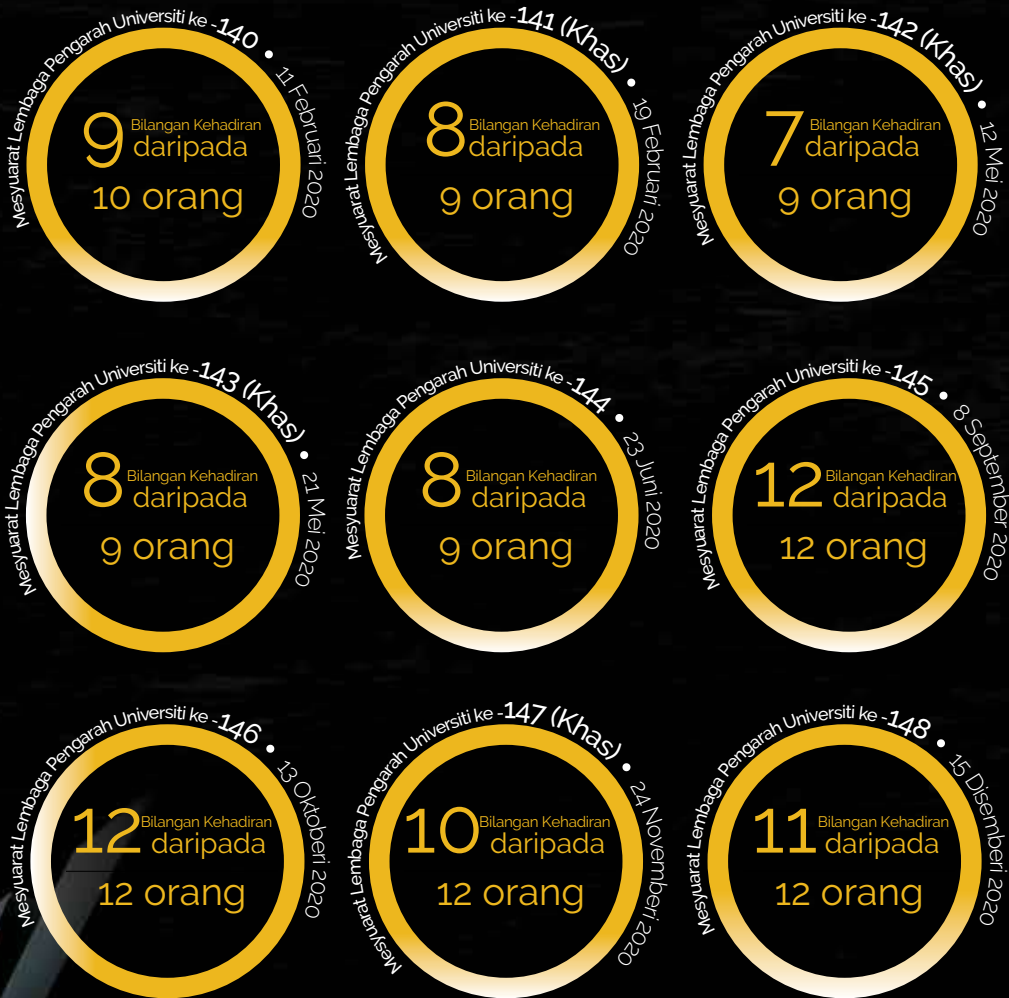 Mesyuarat Lembaga Pengarah Universiti ke -140 • 11 Februari 2020
9 Bilangan Kehadiran
daripada
10 orang
Mesyuarat Lembaga Pengarah Universiti ke -141 (Khas) • 19 Februari 2020
8 Bilangan Kehadiran
daripada
9 orang
Mesyuarat Lembaga Pengarah Universiti ke -142 (Khas) • 12 Mei 2020
7 Bilangan Kehadiran
daripada
9 orang
Mesyuarat Lembaga Pengarah Universiti ke -143 (Khas) • 21 Mei 2020
8 Bilangan Kehadiran
daripada
9 orang
Mesyuarat Lembaga Pengarah Universiti ke -144 • 23 Juni 2020
8 Bilangan Kehadiran
daripada
9 orang
Mesyuarat Lembaga Pengarah Universiti ke -145 • 8 September 2020
12 Bilangan Kehadiran
daripada
12 orang
Mesyuarat Lembaga Pengarah Universiti ke -146 • 13 Oktoberi 2020
12 Bilangan Kehadiran
daripada
12 orang
Mesyuarat Lembaga Pengarah Universiti ke -147 (Khas) • 24 Novemberi 2020
10 Bilangan Kehadiran
daripada
12 orang
Mesyuarat Lembaga Pengarah Universiti ke -148 • 15 Disemberi 2020
11 Bilangan Kehadiran
daripada
12 orang